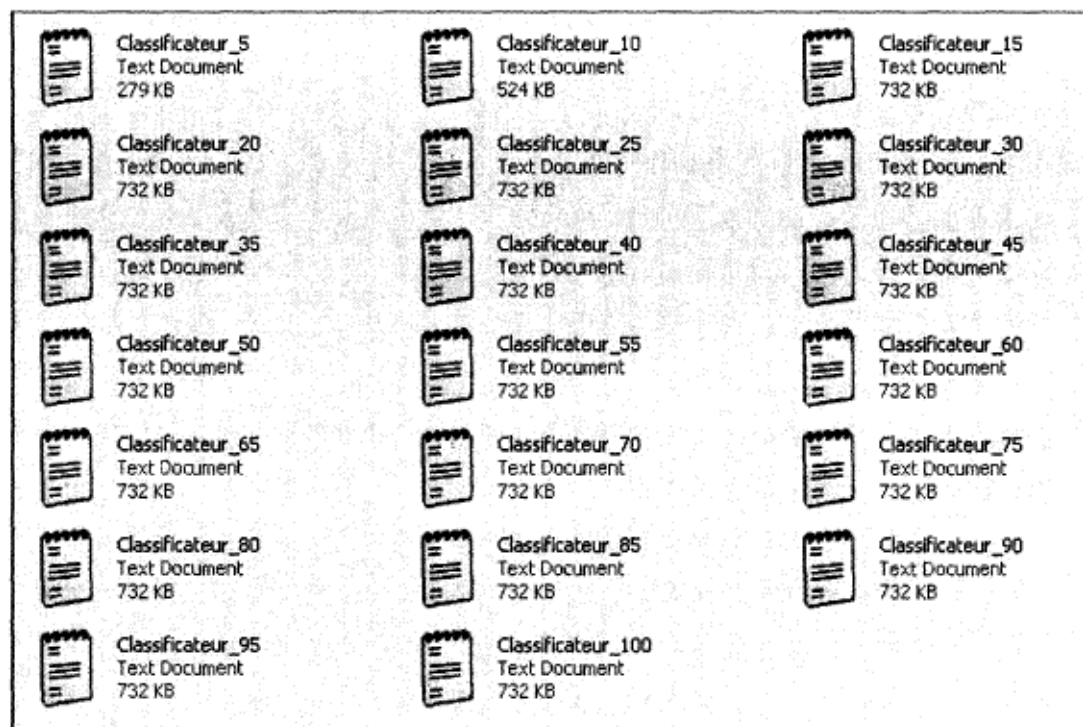 Classificateur_5
Text Document
279 KB
Classificateur_10
Text Document
524 KB
Classificateur_15
Text Document
732 KB
Classificateur_20
Text Document
732 KB
Classificateur_25
Text Document
732 KB
Classificateur_30
Text Document
732 KB
Classificateur_35
Text Document
732 KB
Classificateur_40
Text Document
732 KB
Classificateur_45
Text Document
732 KB
Classificateur_50
Text Document
732 KB
Classificateur_55
Text Document
732 KB
Classificateur_60
Text Document
732 KB
Classificateur_65
Text Document
732 KB
Classificateur_70
Text Document
732 KB
Classificateur_75
Text Document
732 KB
Classificateur_80
Text Document
732 KB
Classificateur_85
Text Document
732 KB
Classificateur_90
Text Document
732 KB
Classificateur_95
Text Document
732 KB
Classificateur_100
Text Document
732 KB